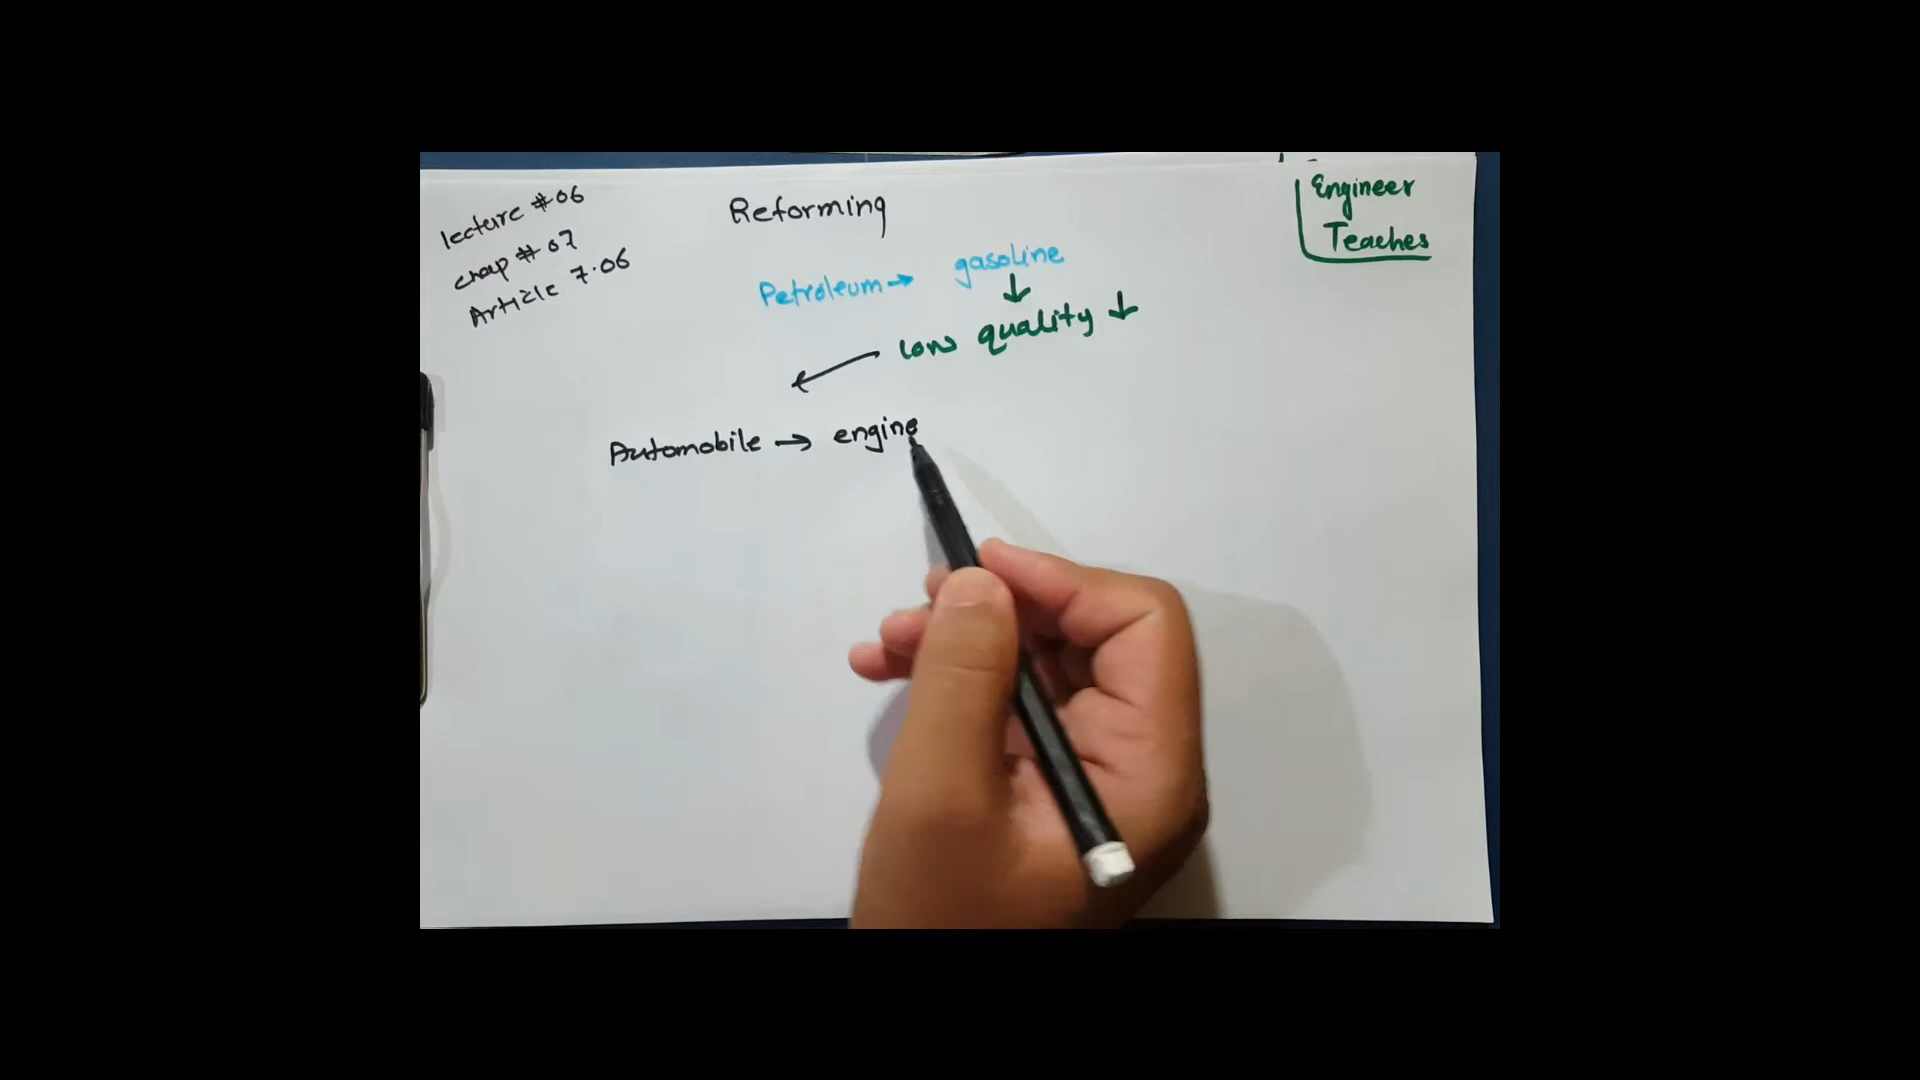 lecture #06
chap #07
Article 7.06
Reforming
Engineer
Teaches
Petroleum → gasoline
↓
low quality ↓
Automobile → engine